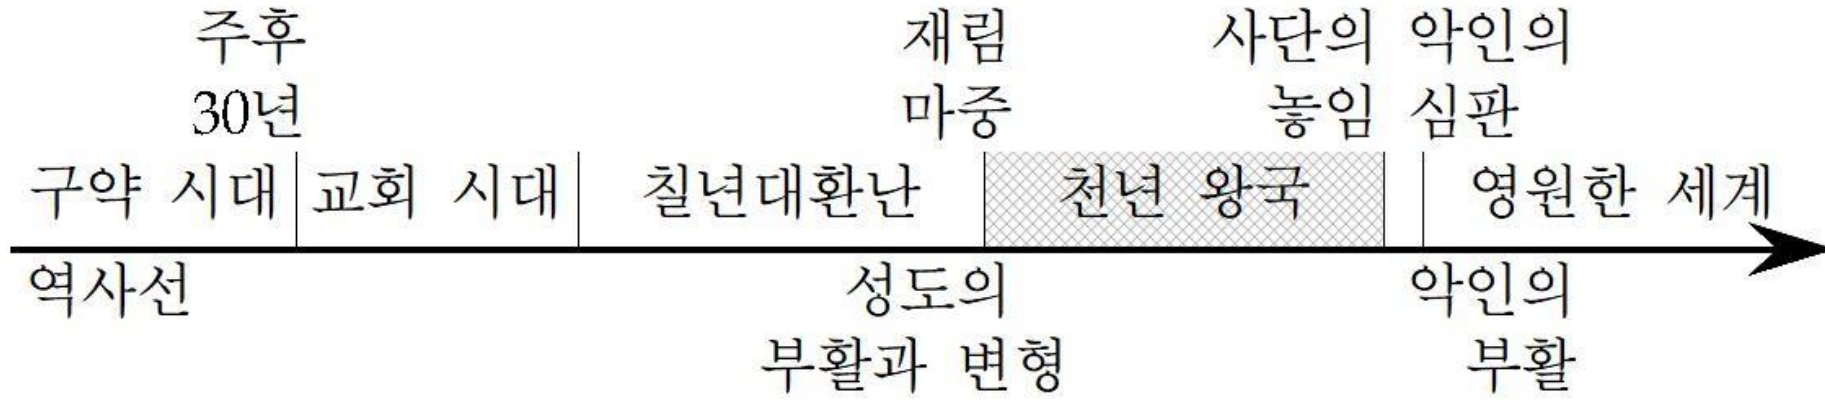 주후 재림 사단의 악인의
30년 마중 놓임 심판
구약 시대 교회 시대 칠년대환난 천년 왕국 영원한 세계
역사선 성도의 악인의
부활과 변형 부활